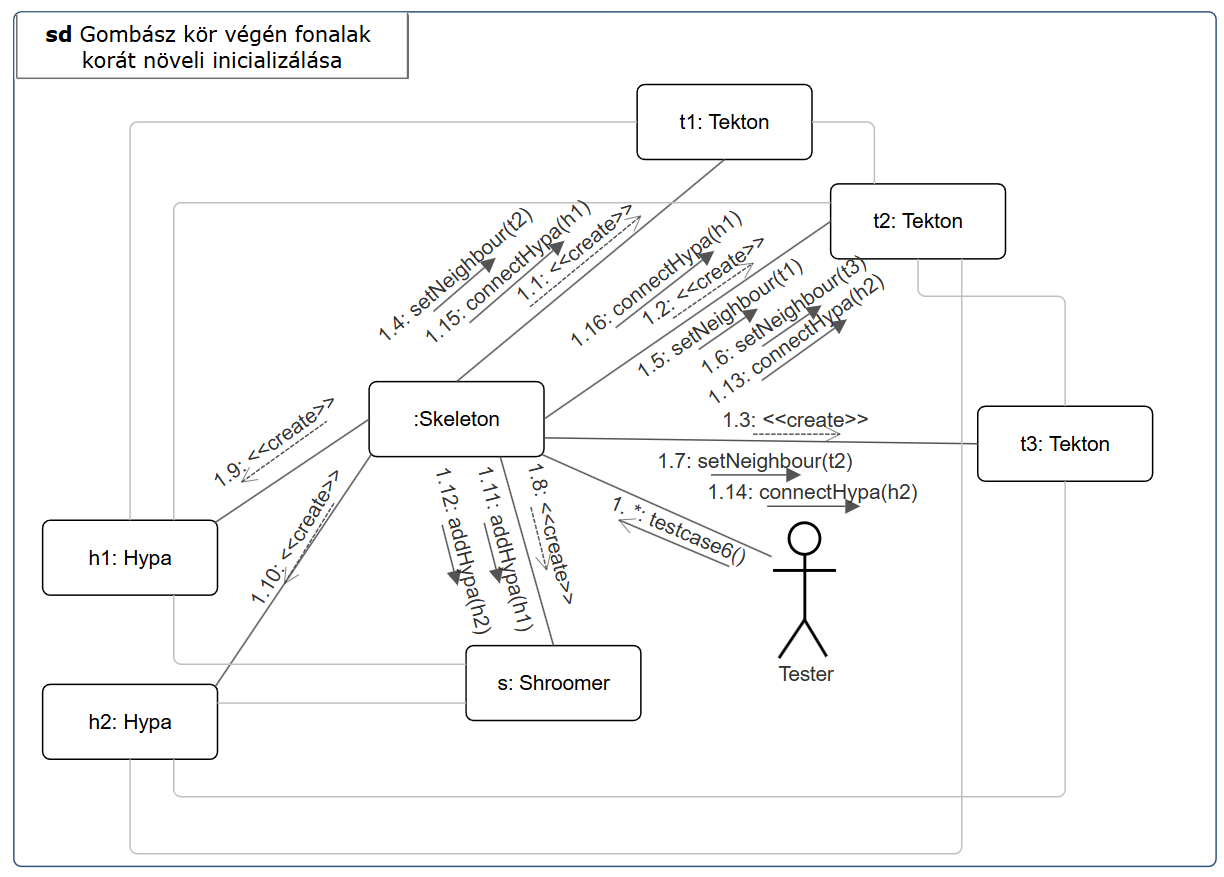 sd Gombász kör végén fonalak
korát növeli inicializálása
t1: Tekton
t2: Tekton
1.4: setNeighbour(t2)
1.15: connectHypa(h1)
1.1: <<create>>
1.16: connectHypa(h1)
1.2: <<create>>
1.5: setNeighbour(t1)
1.6: setNeighbour(t3)
1.13: connectHypa(h2)
:Skeleton
1.3: <<create>>
t3: Tekton
1.7: setNeighbour(t2)
1.14: connectHypa(h2)
1.9: <<create>>
1.10: <<create>>
1.12: addHypa(h2)
1.11: addHypa(h1)
1.8: <<create>>
1. *: testcase6()
h1: Hypa
Tester
s: Shroomer
h2: Hypa